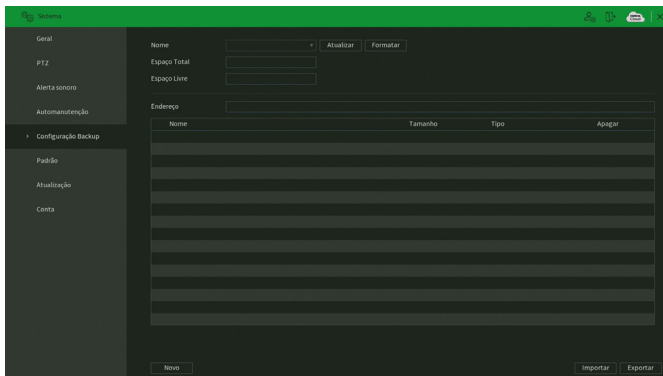 Sistema
Geral
PTZ
Alerta sonoro
Automanutenção
Configuração Backup
Padrão
Atualização
Conta
Nome Atualizar Formatar
Espaço Total
Espaço Livre
Endereço
Nome Tamanho Tipo Apagar
Novo Importar Exportar